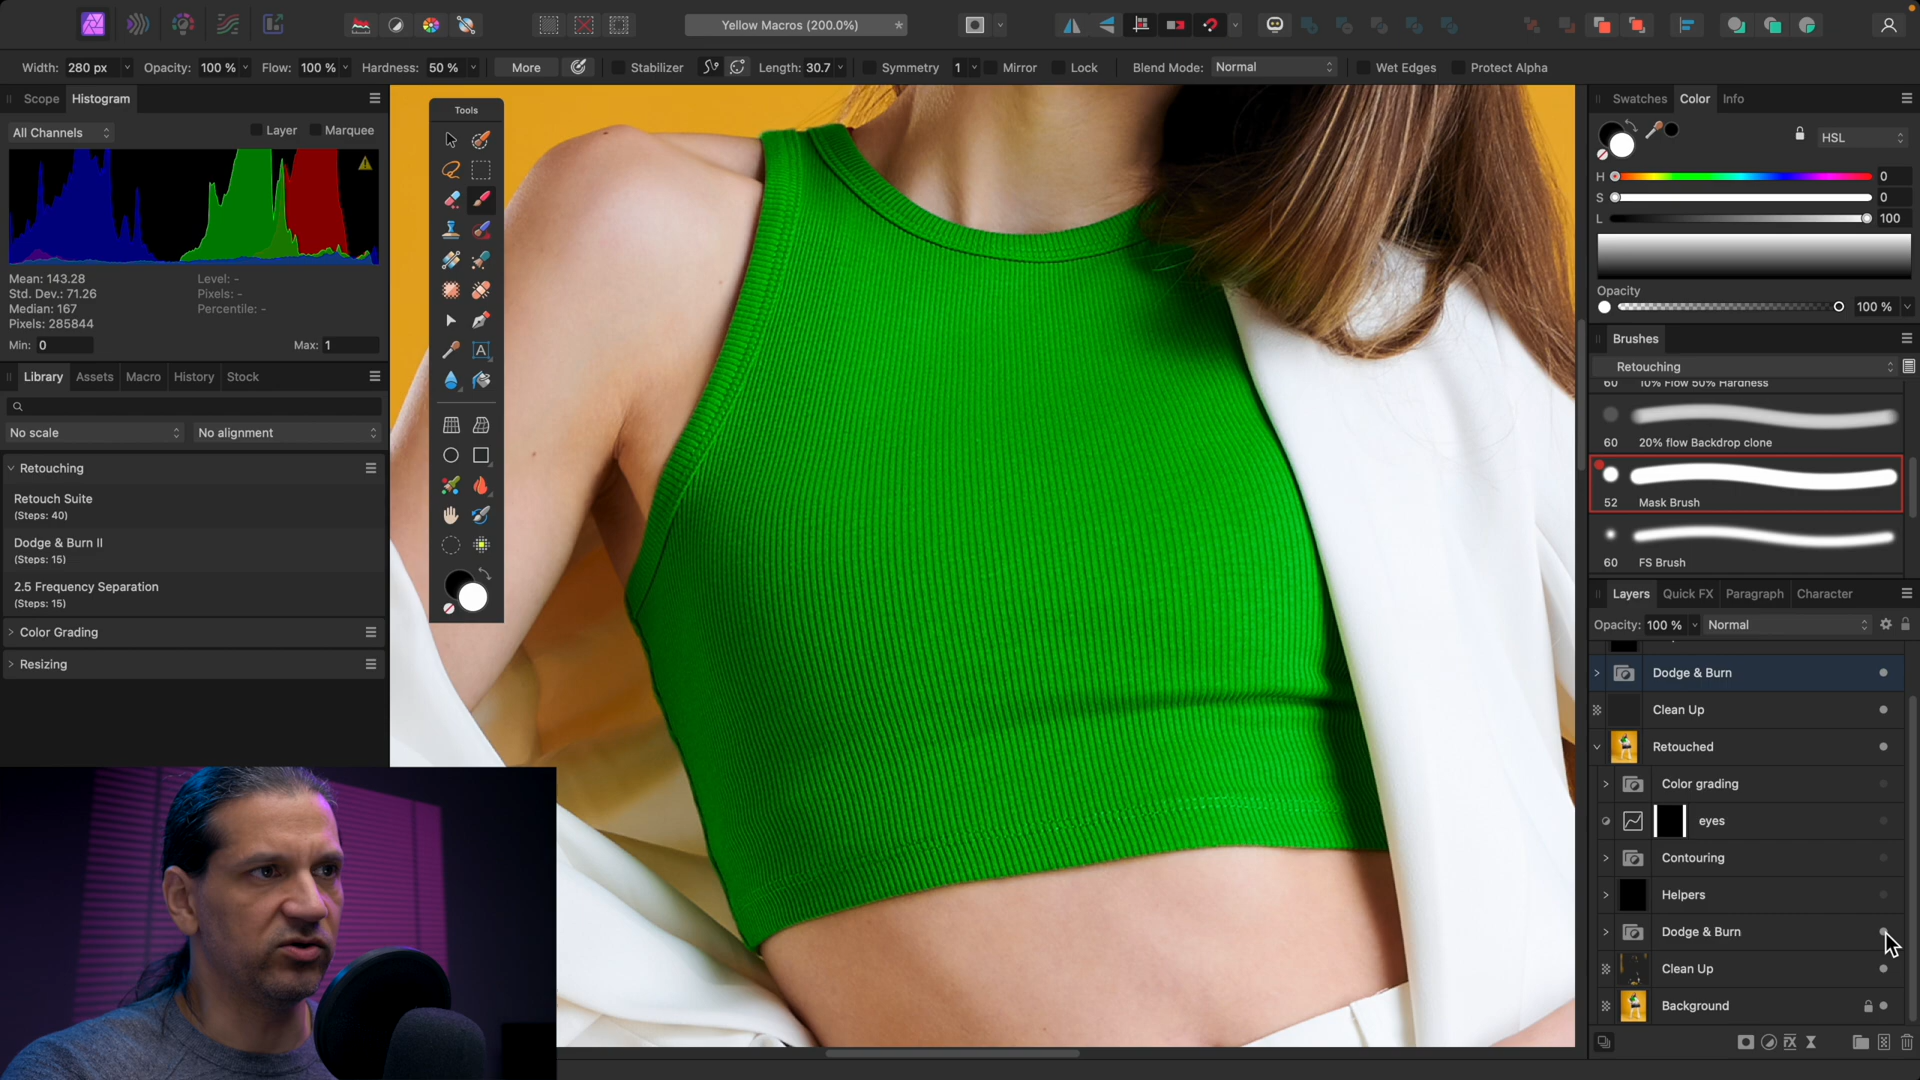 Yellow Macros (200.0%)
*
Width: 280 px
Opacity: 100 %
Flow: 100 %
Hardness: 50 %
More
Stabilizer
Length: 30.7
Symmetry
1
Mirror
Lock
Blend Mode: Normal
Wet Edges
Protect Alpha
Scope
Histogram
All Channels
Layer
Marquee
Mean: 143.28
Std. Dev.: 71.26
Median: 167
Pixels: 285844
Level: -
Pixels: -
Percentile: -
Min: 0
Max: 1
Library
Assets
Macro
History
Stock
No scale
No alignment
Retouching
Retouch Suite
(Steps: 40)
Dodge & Burn II
(Steps: 15)
2.5 Frequency Separation
(Steps: 15)
Color Grading
Resizing
Tools
A
Swatches
Color
Info
HSL
H
0
S
0
L
100
Opacity
100 %
Brushes
Retouching
60 10% Flow 50% Hardness
60 20% flow Backdrop clone
52 Mask Brush
60 FS Brush
Layers
Quick FX
Paragraph
Character
Opacity: 100 %
Normal
Dodge & Burn
Clean Up
Retouched
Color grading
eyes
Contouring
Helpers
Dodge & Burn
Clean Up
Background